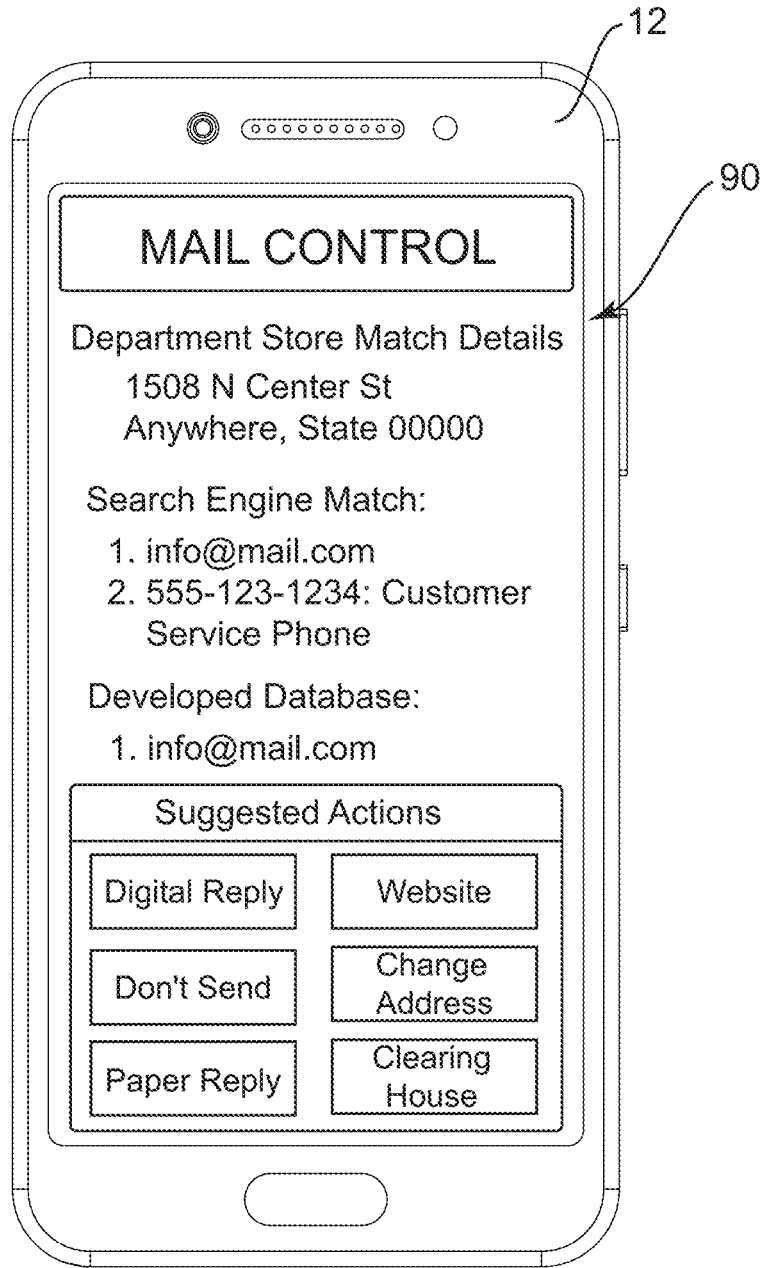 12
90
MAIL CONTROL
Department Store Match Details
1508 N Center St
Anywhere, State 00000
Search Engine Match:
1. info@mail.com
2. 555-123-1234: Customer
Service Phone
Developed Database:
1. info@mail.com
Suggested Actions
Digital Reply
Website
Don't Send
Change
Address
Paper Reply
Clearing
House